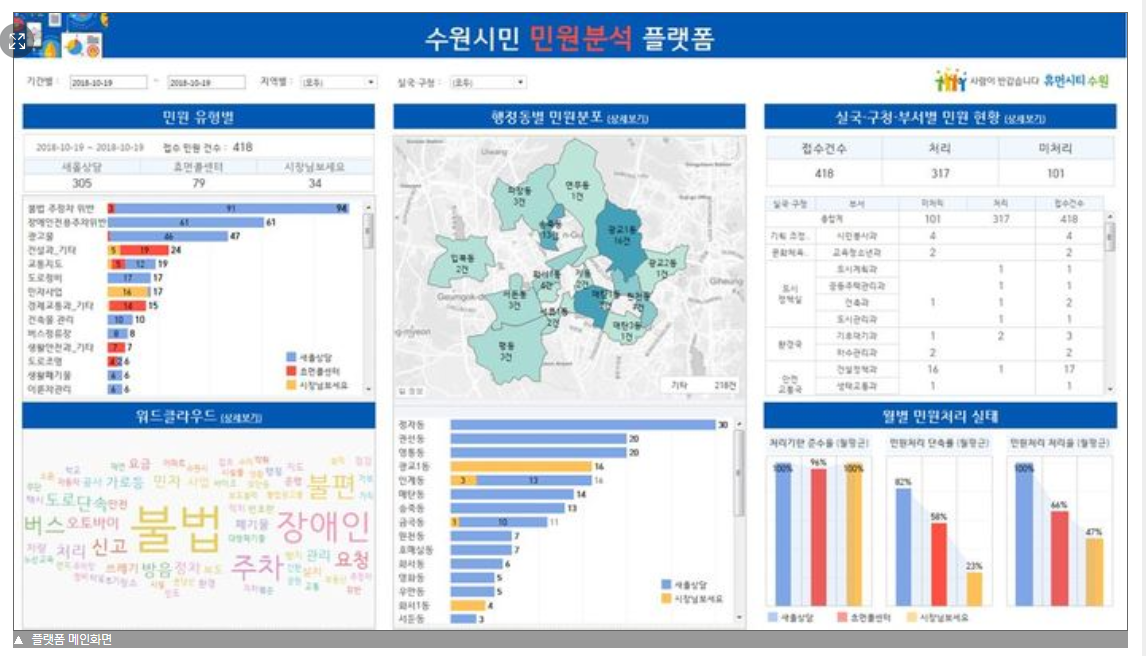 수원시민 민원분석 플랫폼
기간별 : 2018-10-19 ~ 2018-10-19 지역별 : (모두) 실국·구청 : (모두)
사람이 반갑습니다 휴먼시티 수원
민원 유형별
2018-10-19 ~ 2018-10-19 접수 민원 건수 : 418
새올상담 휴먼콜센터 시장님보세요
305 79 34
불법 주정차 위반 3 91 94
장애인전용주차위반 61 61
광고물 46 47
건설과_기타 5 19 24
교통지도 5 12 19
도로정비 17 17
민자사업 16 17
경제교통과_기타 14 15
건축물 관리 10 10
버스정류장 8 8
생활안전과_기타 7 7
도로조명 4 2 6
생활폐기물 6 6
이륜차관리 6 6
새올상담
휴먼콜센터
시장님보세요
행정동별 민원분포 (상세보기)
파장동
3건
연무동
1건
송죽동
13건
광교1동
16건
광교2동
1건
입북동
2건
서둔동
3건
지동
2건
매탄3동
1건
평동
3건
기타 218건
정자동 30
권선동 20
영통동 20
광교1동 16
인계동 3 13 16
매탄동 14
송죽동 13
금곡동 1 10 11
원천동 7
호매실동 7
화서동 6
영화동 5
우만동 5
화서1동 4
서둔동 3
새올상담
시장님보세요
실국·구청·부서별 민원 현황 (상세보기)
접수건수 처리 미처리
418 317 101
실국·구청 부서 미처리 처리 접수건수
총합계 101 317 418
기획 조정.. 시민봉사과 4 4
문화체육.. 교육청소년과 2 2
도시
정책실
도시계획과 1 1
공동주택관리과 1 1
건축과 1 1 2
도시관리과 1 1
환경국
기후대기과 1 2 3
하수관리과 2 2
안전
교통국
건설정책과 16 1 17
생태교통과 1 1
워드클라우드 (상세보기)
불법
장애인
주차
불편
버스
신고
요청
도로단속
오토바이
처리
쓰레기
방음
정차
민자
사업
가로등
공사
요금
폐기물
관리
안전
월별 민원처리 실태
처리기한 준수율 (월평균) 민원처리 단축률 (월평균) 민원처리 처리율 (월평균)
100% 96% 100%
82% 58% 23%
100% 66% 47%
새올상담 휴먼콜센터 시장님보세요
▲ 플랫폼 메인화면